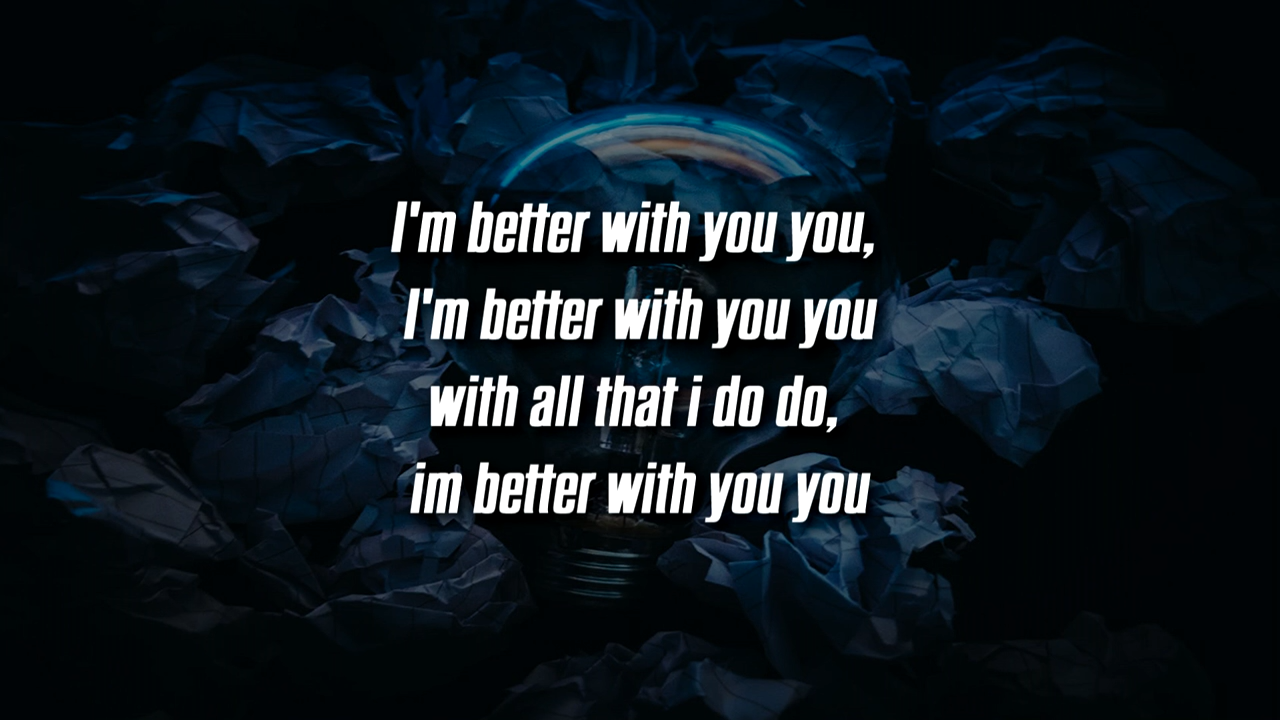 I'm better with you you,
I'm better with you you
with all that i do do,
im better with you you